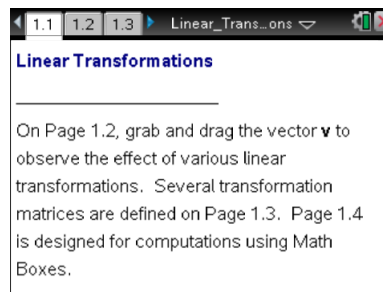 1.1 1.2 1.3 Linear_Trans…ons
Linear Transformations
On Page 1.2, grab and drag the vector v to
observe the effect of various linear
transformations. Several transformation
matrices are defined on Page 1.3. Page 1.4
is designed for computations using Math
Boxes.